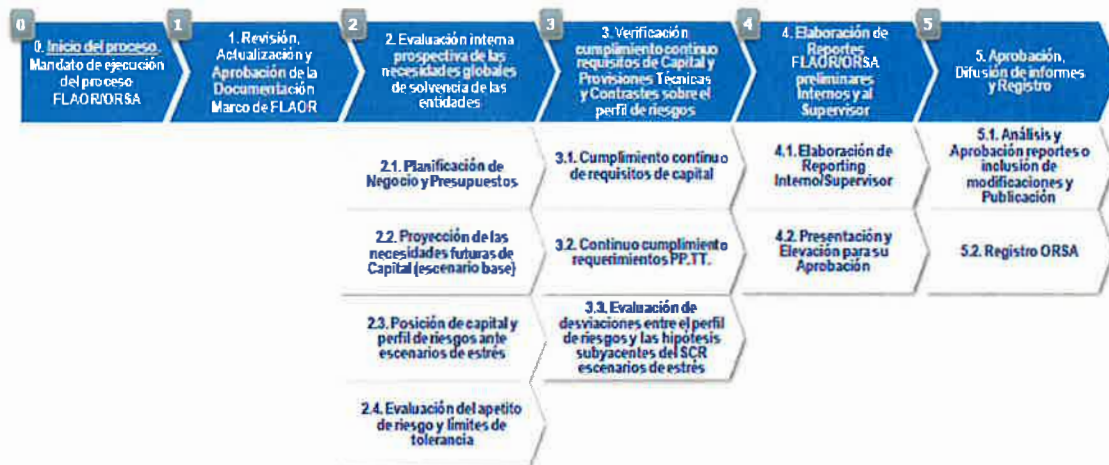 0
0. Inicio del proceso.
Mandato de ejecución
del proceso
FLAOR/ORSA
1
1. Revisión,
Actualización y
Aprobación de la
Documentación
Marco de FLAOR
2
2. Evaluación interna
prospectiva de las
necesidades globales
de solvencia de las
entidades
3
3. Verificación
cumplimiento continuo
requisitos de Capital y
Provisiones Técnicas
y Contrastes sobre el
perfil de riesgos
4
4. Elaboración de
Reportes
FLAOR/ORSA
preliminares
Internos y al
Supervisor
5
5. Aprobación,
Difusión de informes
y Registro
2.1. Planificación de
Negocio y Presupuestos
2.2. Proyección de las
necesidades futuras de
Capital (escenario base)
2.3. Posición de capital y
perfil de riesgos ante
escenarios de estrés
2.4. Evaluación del apetito
de riesgo y límites de
tolerancia
3.1. Cumplimiento continuo
de requisitos de capital
3.2. Continuo cumplimiento
requerimientos PP.TT.
3.3. Evaluación de
desviaciones entre el perfil
de riesgos y las hipótesis
subyacentes del SCR
escenarios de estrés
4.1. Elaboración de
Reporting
Interno/Supervisor
4.2. Presentación y
Elevación para su
Aprobación
5.1. Análisis y
Aprobación reportes o
inclusión de
modificaciones y
Publicación
5.2. Registro ORSA